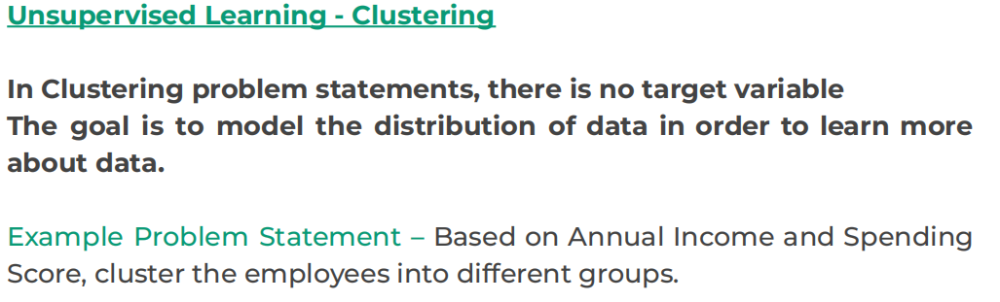 Unsupervised Learning - Clustering
In Clustering problem statements, there is no target variable
The goal is to model the distribution of data in order to learn more
about data.
Example Problem Statement – Based on Annual Income and Spending
Score, cluster the employees into different groups.